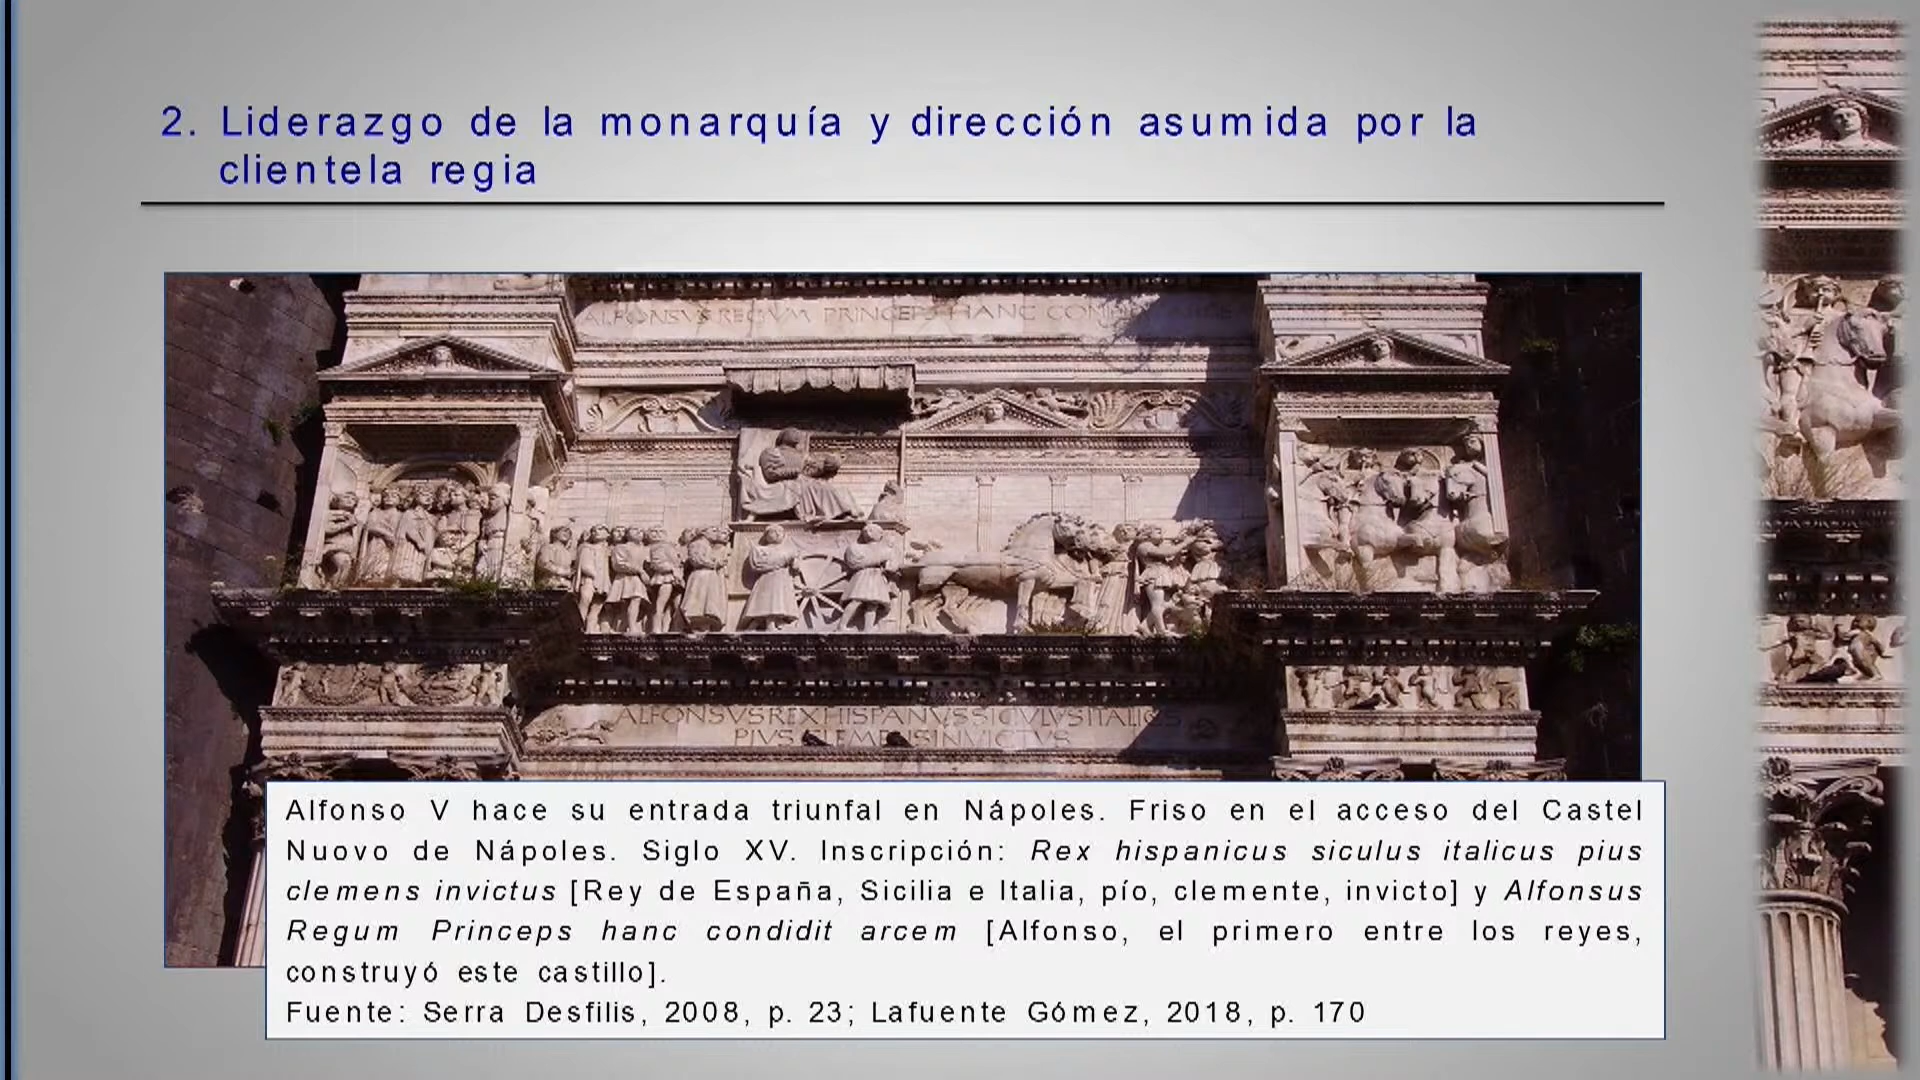 2. Liderazgo de la monarquía y dirección asumida por la
clientela regia
ALFONSVS REGVM PRINCEPS HANC CONDIDIT
ALFONSVS REX HISPANVS SICVLVS ITALICVS
PIVS CLEMENS INVICTVS
Alfonso V hace su entrada triunfal en Nápoles. Friso en el acceso del Castel
Nuovo de Nápoles. Siglo XV. Inscripción: Rex hispanicus siculus italicus pius
clemens invictus [Rey de España, Sicilia e Italia, pío, clemente, invicto] y Alfonsus
Regum Princeps hanc condidit arcem [Alfonso, el primero entre los reyes,
construyó este castillo].
Fuente: Serra Desfilis, 2008, p. 23; Lafuente Gómez, 2018, p. 170